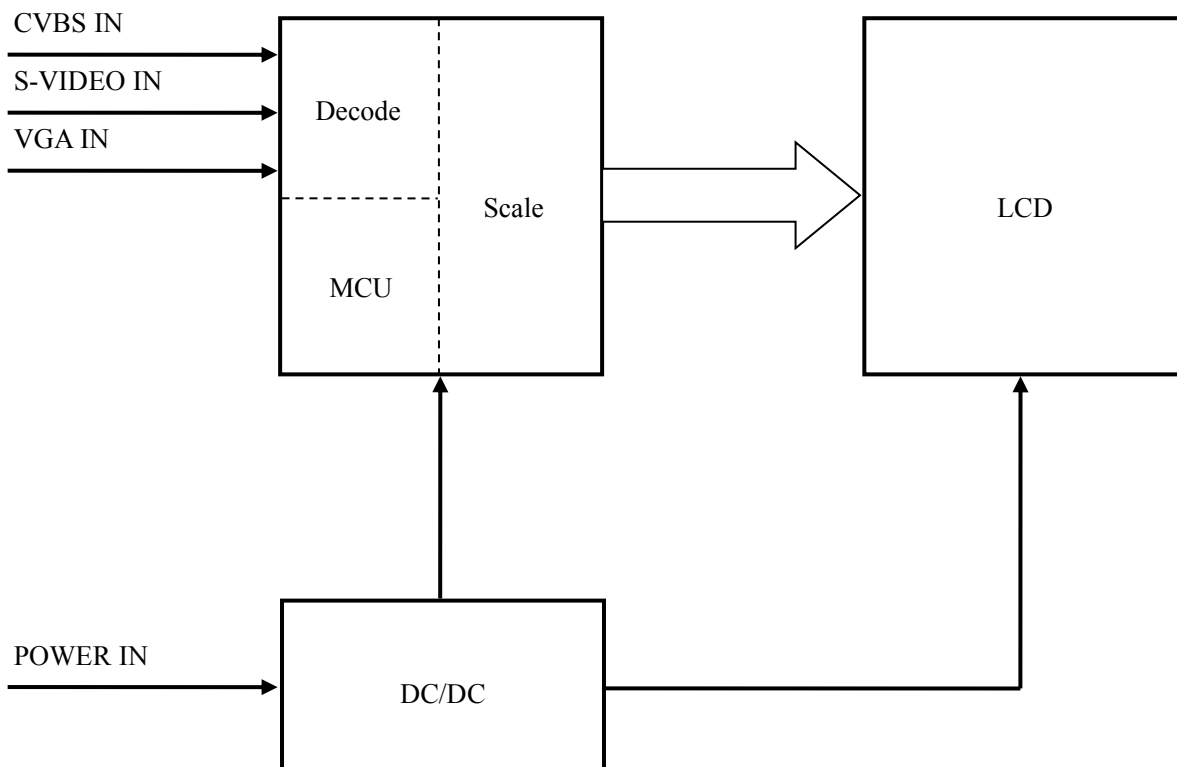 CVBS IN
S-VIDEO IN
VGA IN
Decode
MCU
Scale
LCD
POWER IN
DC/DC